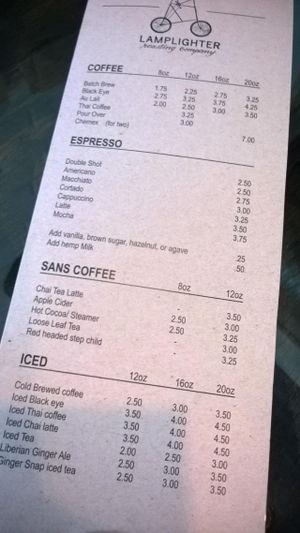 LAMPLIGHTER
roasting company
COFFEE 8oz 12oz 16oz 20oz
Batch Brew 1.75 2.25 2.75 3.25
Black Eye 2.75 3.25 3.75 4.25
Au Lait 2.00 2.50 3.00 3.50
Thai Coffee 3.25
Pour Over 3.00
Chemex (for two) 7.00
ESPRESSO
Double Shot 2.50
Americano 2.50
Macchiato 2.75
Cortado 3.00
Cappuccino 3.25
Latte 3.50
Mocha 3.75
Add vanilla, brown sugar, hazelnut, or agave .25
Add hemp Milk .50
SANS COFFEE 8oz 12oz
Chai Tea Latte - 3.50
Apple Cider 2.50 3.00
Hot Cocoa/ Steamer 2.50 3.25
Loose Leaf Tea - 3.00
Red headed step child - 3.50
ICED 12oz 16oz 20oz
Cold Brewed coffee 2.50 3.00 3.50
Iced Black eye 3.50 4.00 4.50
Iced Thai coffee 3.50 4.00 4.50
Iced Chai latte 3.50 4.00 4.50
Iced Tea 2.00 2.50 3.00
Liberian Ginger Ale 2.50 3.00 3.50
Ginger Snap iced tea 2.50 3.00 3.50